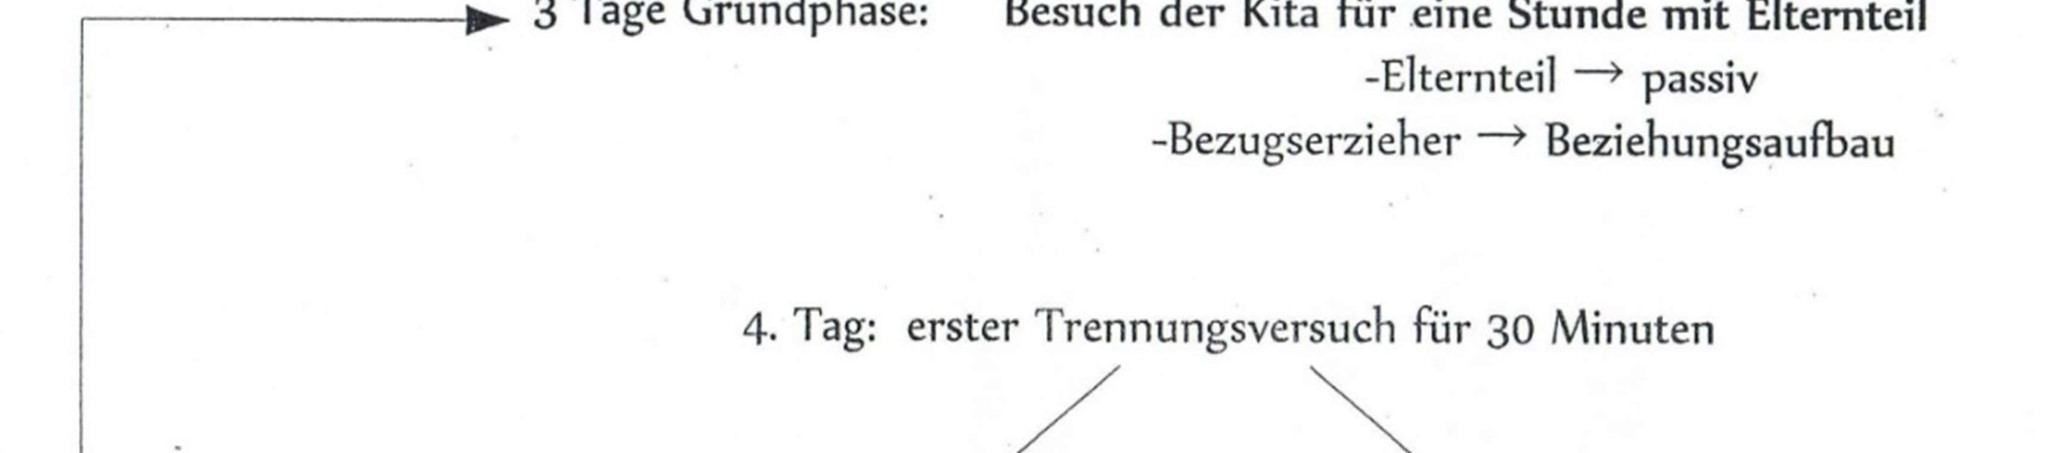 3 Tage Grundphase: Besuch der Kita für eine Stunde mit Elternteil
-Elternteil → passiv
-Bezugserzieher → Beziehungsaufbau
4. Tag: erster Trennungsversuch für 30 Minuten